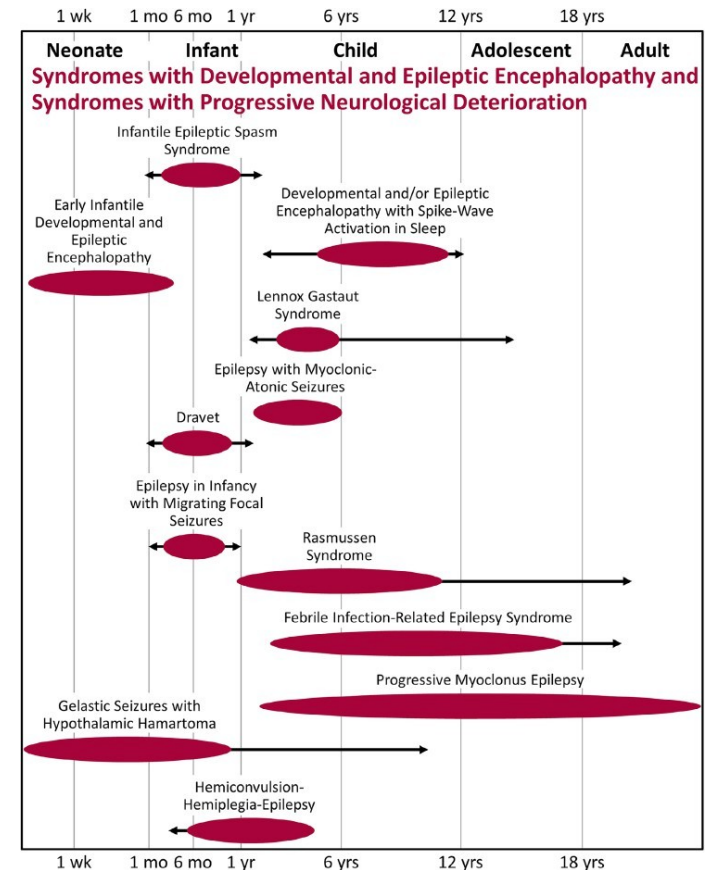 1 wk 1 mo 6 mo 1 yr 6 yrs 12 yrs 18 yrs
Neonate Infant Child Adolescent Adult
Syndromes with Developmental and Epileptic Encephalopathy and
Syndromes with Progressive Neurological Deterioration
Infantile Epileptic Spasm
Syndrome
Early Infantile
Developmental and
Epileptic
Encephalopathy
Developmental and/or Epileptic
Encephalopathy with Spike-Wave
Activation in Sleep
Lennox Gastaut
Syndrome
Epilepsy with Myoclonic-
Atonic Seizures
Dravet
Epilepsy in Infancy
with Migrating Focal
Seizures
Rasmussen
Syndrome
Febrile Infection-Related Epilepsy Syndrome
Progressive Myoclonus Epilepsy
Gelastic Seizures with
Hypothalamic Hamartoma
Hemiconvulsion-
Hemiplegia-Epilepsy
1 wk 1 mo 6 mo 1 yr 6 yrs 12 yrs 18 yrs